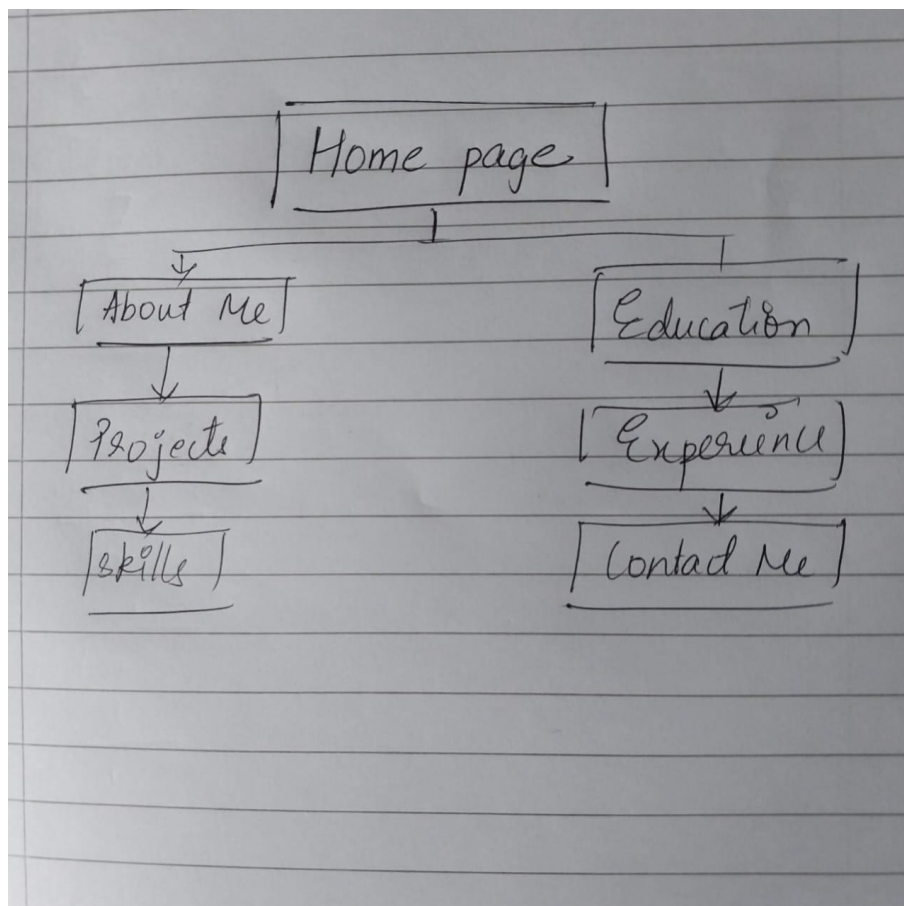 Home page
About Me
Education
Projects
Experience
Skills
Contact Me